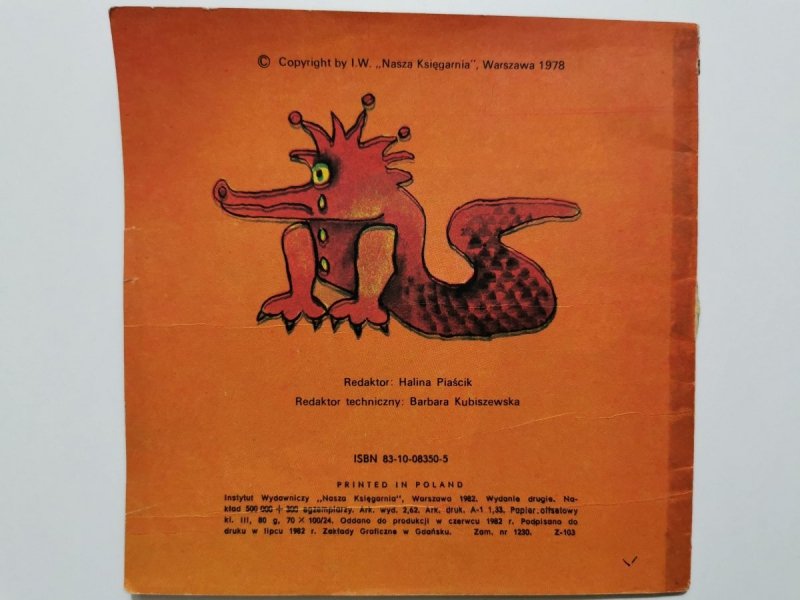 © Copyright by I.W. „Nasza Księgarnia", Warszawa 1978
Redaktor: Halina Piaścik
Redaktor techniczny: Barbara Kubiszewska
ISBN 83-10-08350-5
PRINTED IN POLAND
Instytut Wydawniczy „Nasza Księgarnia", Warszawa 1982. Wydanie drugie. Na-
kład 500 000 + 300 egzemplarzy. Ark. wyd. 2,62. Ark. druk. A-1 1,33. Papier offsetowy
kl. III, 80 g, 70 × 100/24. Oddano do produkcji w czerwcu 1982 r. Podpisano do
druku w lipcu 1982 r. Zakłady Graficzne w Gdańsku. Zam. nr 1230. Z-103